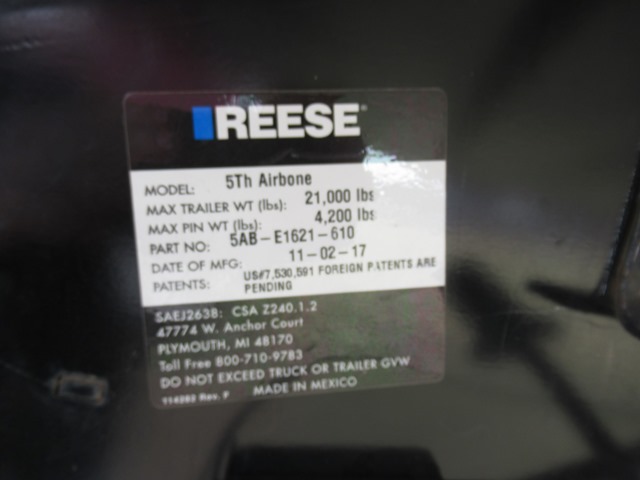 REESE
MODEL: 5Th Airbone
MAX TRAILER WT (lbs): 21,000 lbs
MAX PIN WT (lbs): 4,200 lbs
PART NO: 5AB-E1621-610
DATE OF MFG: 11-02-17
PATENTS: US#7,530,591 FOREIGN PATENTS ARE
PENDING
SAEJ2638: CSA Z240.1.2
47774 W. Anchor Court
PLYMOUTH, MI 48170
Toll Free 800-710-9783
DO NOT EXCEED TRUCK OR TRAILER GVW
MADE IN MEXICO
Rev. F